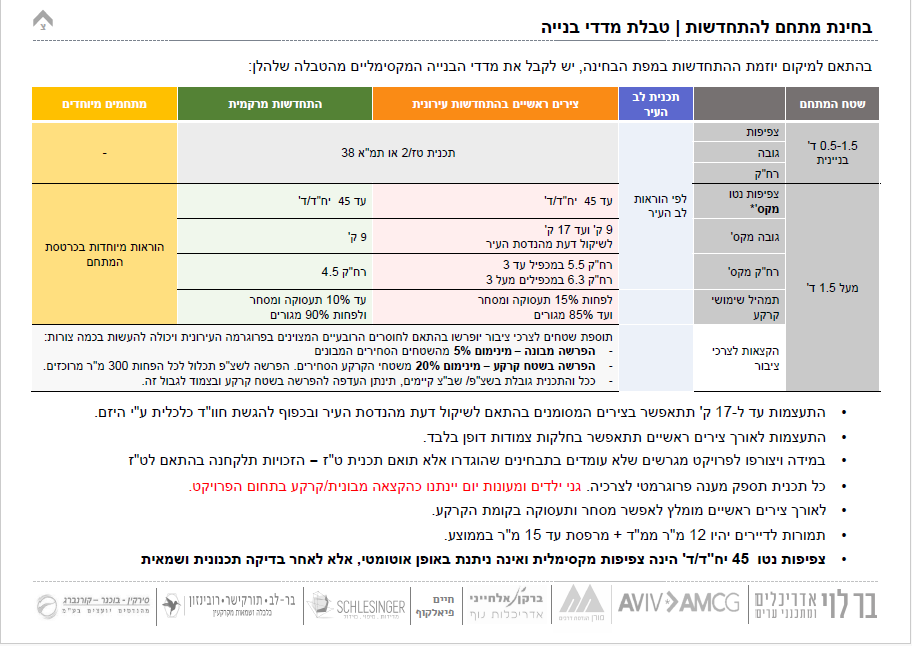 בחינת מתחם להתחדשות | טבלת מדדי בנייה
בהתאם למיקום יוזמת ההתחדשות במפת הבחינה, יש לקבל את מדדי הבנייה המקסימליים מהטבלה שלהלן:
שטח המתחם
תכנית לב
העיר
צירים ראשיים בהתחדשות עירונית
התחדשות מרקמית
מתחמים מיוחדים
0.5-1.5 ד'
בניינית
צפיפות
גובה
רח"ק
לפי הוראות
לב העיר
תכנית טז/2 או תמ"א 38
-
מעל 1.5 ד'
צפיפות נטו
מקס'*
עד 45 יח"ד/ד'
עד 45 יח"ד/ד'
הוראות מיוחדות בכרטסת
המתחם
גובה מקס'
9 ק' ועד 17 ק'
לשיקול דעת מהנדסת העיר
9 ק'
רח"ק מקס'
רח"ק 5.5 במכפיל עד 3
רח"ק 6.3 במכפילים מעל 3
רח"ק 4.5
תמהיל שימושי
קרקע
לפחות 15% תעסוקה ומסחר
ועד 85% מגורים
עד 10% תעסוקה ומסחר
ולפחות 90% מגורים
הקצאות לצרכי
ציבור
תוספת שטחים לצרכי ציבור יופרשו בהתאם לחוסרים הרובעיים המצוינים בפרוגרמה העירונית ויכולה להעשות בכמה צורות:
- הפרשה מבונה – מינימום 5% מהשטחים הסחירים המבונים
- הפרשה בשטח קרקע – מינימום 20% משטחי הקרקע הסחירים. הפרשה לשצ"פ תכלול לכל הפחות 300 מ"ר מרוכזים.
- ככל והתכנית גובלת בשצ"פ/ שב"צ קיימים, תינתן העדפה להפרשה בשטח קרקע ובצמוד לגבול זה.
• התעצמות עד ל-17 ק' תתאפשר בצירים המסומנים בהתאם לשיקול דעת מהנדסת העיר ובכפוף להגשת חוו"ד כלכלית ע"י היזם.
• התעצמות לאורך צירים ראשיים תתאפשר בחלקות צמודות דופן בלבד.
• במידה ויצורפו לפרויקט מגרשים שלא עומדים בתבחינים שהוגדרו אלא תואם תכנית ט"ז – הזכויות תלקחנה בהתאם לט"ז
• כל תכנית תספק מענה פרוגרמטי לצרכיה. גני ילדים ומעונות יום יינתנו כהקצאה מבונית/קרקע בתחום הפרויקט.
• לאורך צירים ראשיים מומלץ לאפשר מסחר ותעסוקה בקומת הקרקע.
• תמורות לדיירים יהיו 12 מ"ר ממ"ד + מרפסת עד 15 מ"ר בממוצע.
• צפיפות נטו 45 יח"ד/ד' הינה צפיפות מקסימלית ואינה ניתנת באופן אוטומטי, אלא לאחר בדיקה תכנונית ושמאית
בר לוי אדריכלים
ומתכנני ערים
AVIV AMCG
ברקן/אלחייני
אדריכלות נוף
חיים
פיאלקוף
SCHLESINGER
בר-לב•תורקישר•רובינזון
כלכלה ושמאות מקרקעין
סירקין - בוכנר - קורנברג
מהנדסים יועצים בע"מ